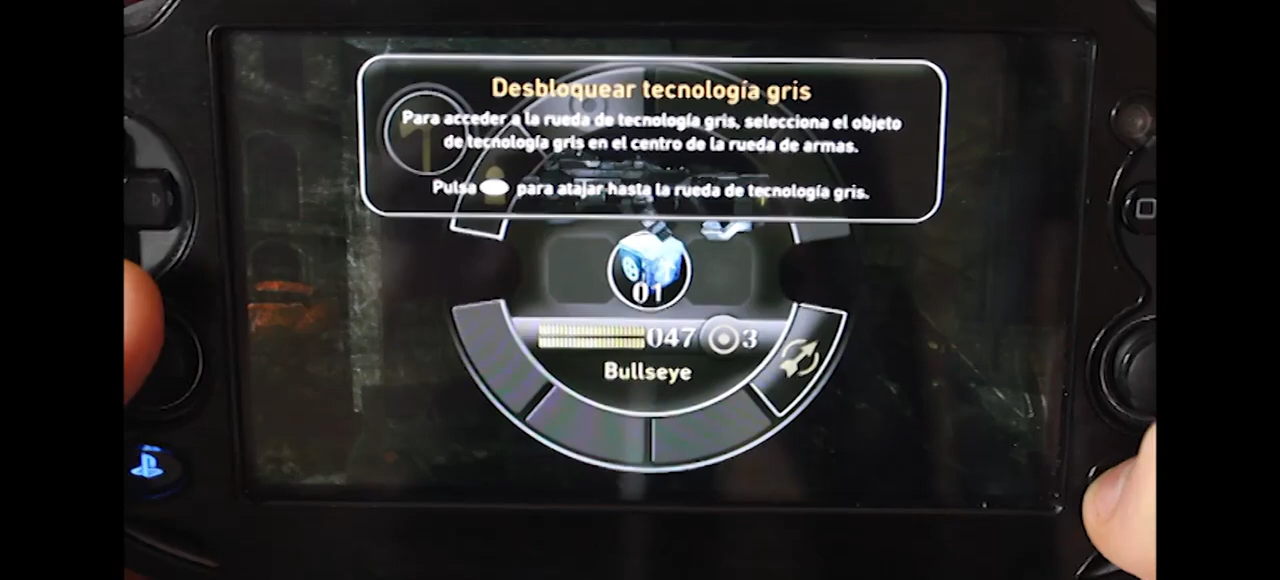 Desbloquear tecnología gris
Para acceder a la rueda de tecnología gris, selecciona el objeto
de tecnología gris en el centro de la rueda de armas.
Pulsa para atajar hasta la rueda de tecnología gris.
01
047 3
Bullseye